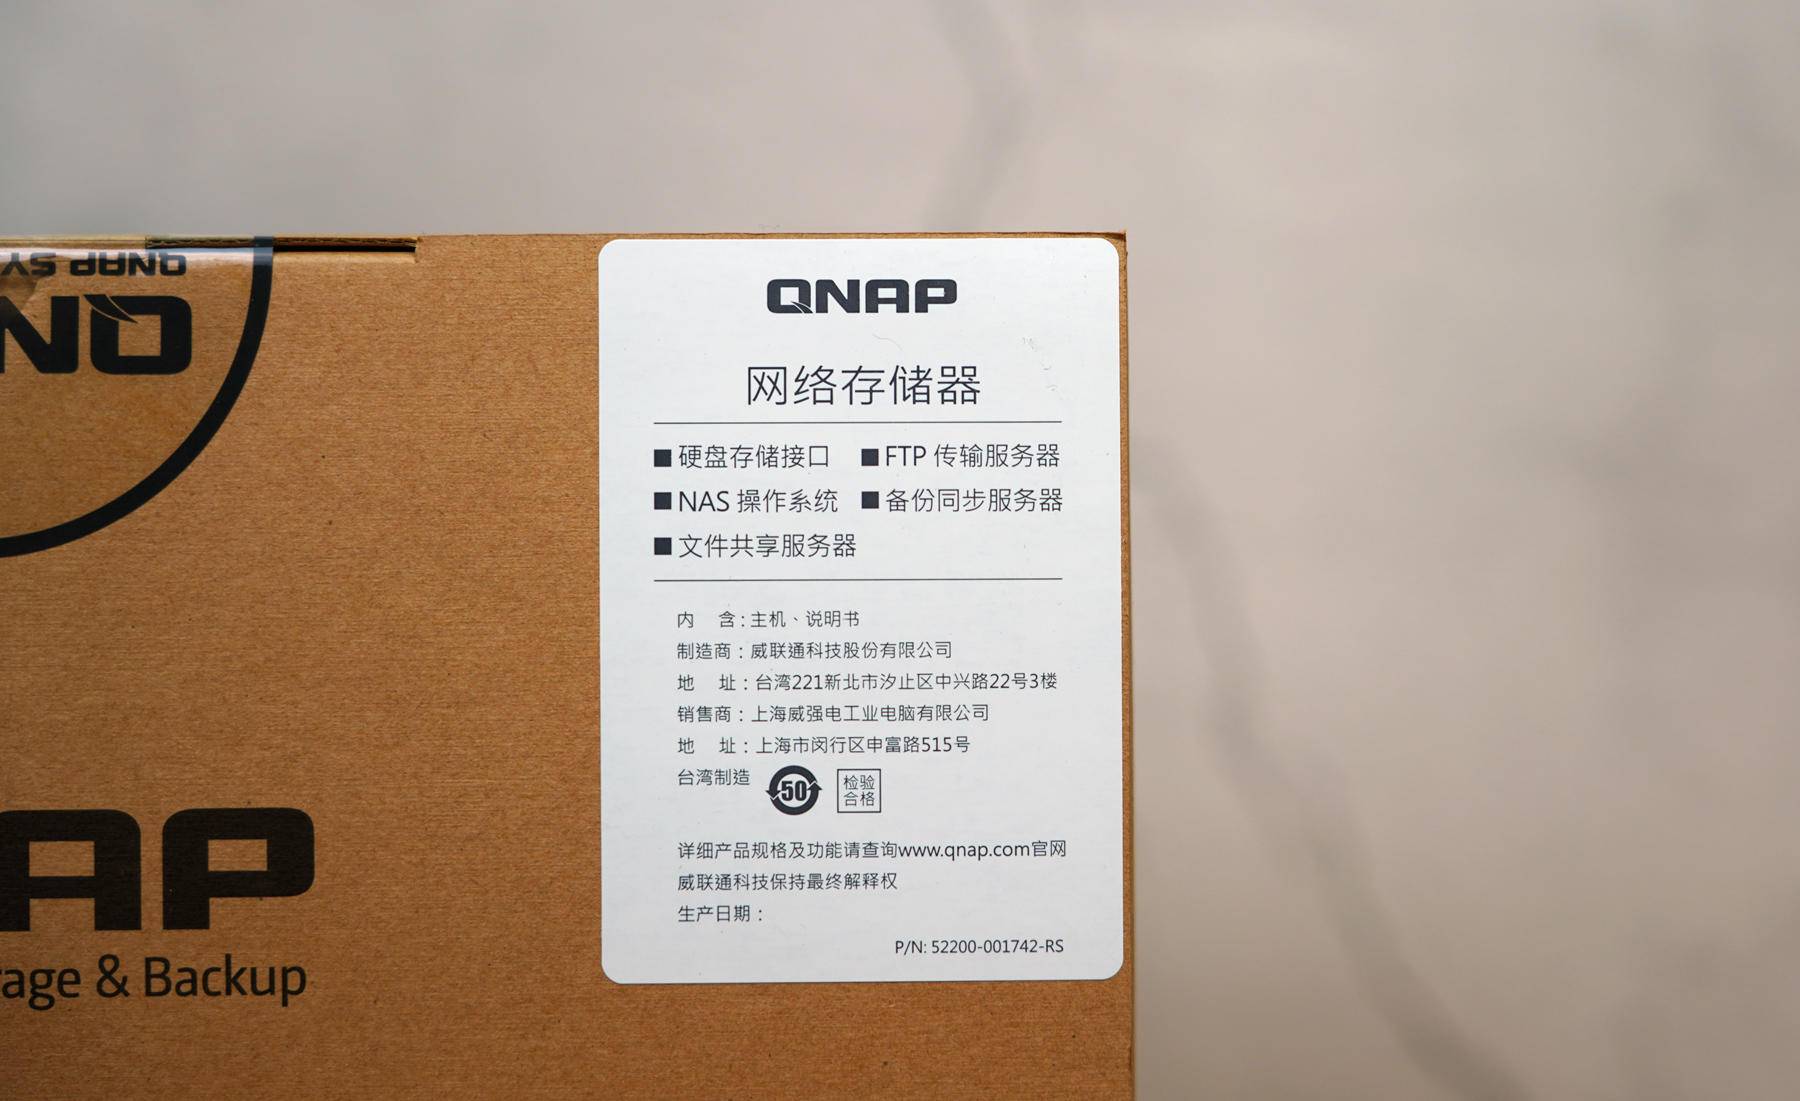 QNAP SY
QN
QNAP
网络存储器
■ 硬盘存储接口 ■ FTP 传输服务器
■ NAS 操作系统 ■ 备份同步服务器
■ 文件共享服务器
内 含：主机、说明书
制造商：威联通科技股份有限公司
地 址：台湾221新北市汐止区中兴路22号3楼
销售商：上海威强电工业电脑有限公司
地 址：上海市闵行区申富路515号
台湾制造
50
检验
合格
详细产品规格及功能请查询www.qnap.com官网
威联通科技保持最终解释权
生产日期：
P/N: 52200-001742-RS
AP
rage & Backup